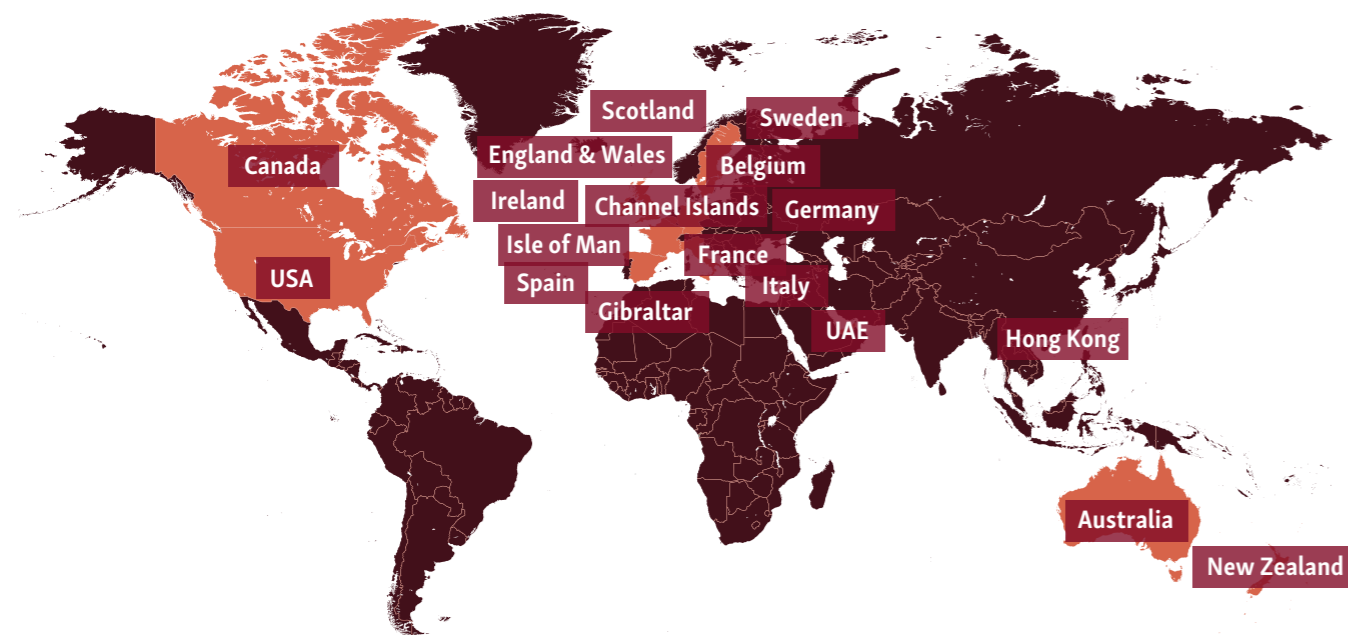 Scotland
Sweden
England & Wales
Canada
Belgium
Ireland
Channel Islands
Germany
Isle of Man
France
USA
Spain
Italy
Gibraltar
UAE
Hong Kong
Australia
New Zealand